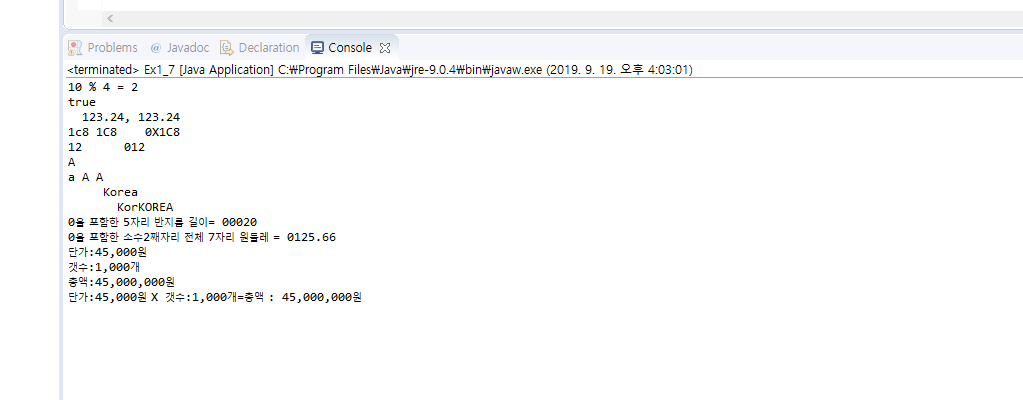 Problems @ Javadoc Declaration Console
<terminated> Ex1_7 [Java Application] C:₩Program Files₩Java₩jre-9.0.4₩bin₩javaw.exe (2019. 9. 19. 오후 4:03:01)
10 % 4 = 2
true
  123.24, 123.24
1c8 1C8    0X1C8
12      012
A
a A A
     Korea
       KorKOREA
0을 포함한 5자리 반지름 길이= 00020
0을 포함한 소수2째자리 전체 7자리 원둘레 = 0125.66
단가:45,000원
갯수:1,000개
총액:45,000,000원
단가:45,000원 X 갯수:1,000개=총액 : 45,000,000원